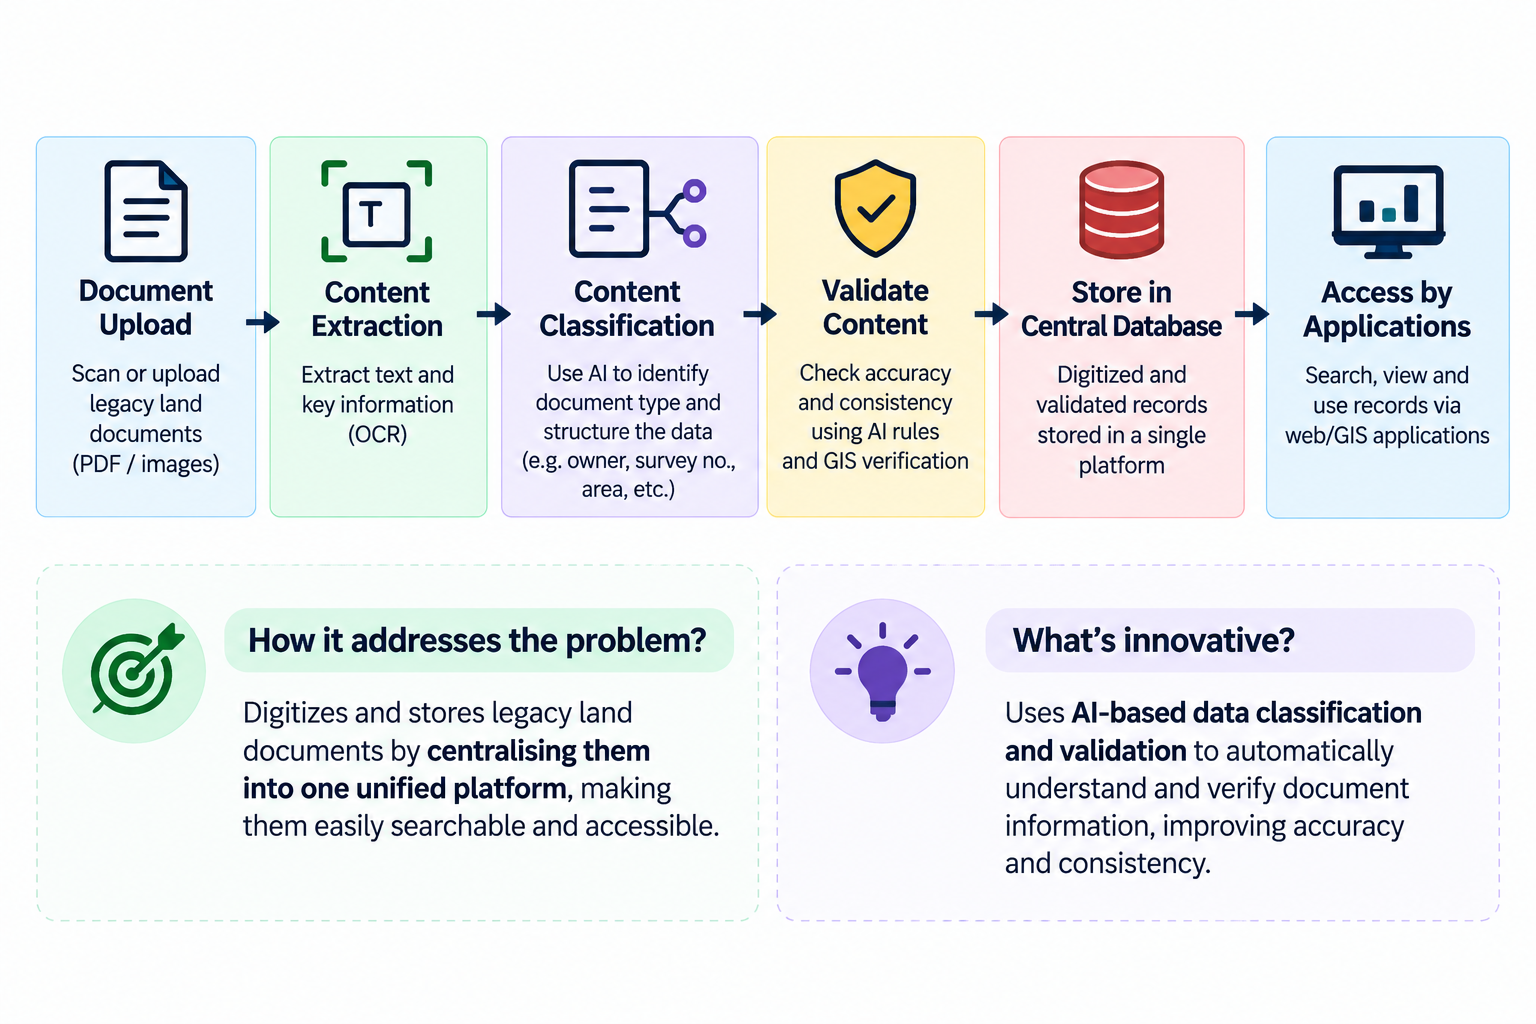 T
Document
Upload
Scan or upload
legacy land
documents
(PDF / images)
Content
Extraction
Extract text and
key information
(OCR)
Content
Classification
Use AI to identify
document type and
structure the data
(e.g. owner, survey no.,
area, etc.)
Validate
Content
Check accuracy
and consistency
using AI rules
and GIS verification
Store in
Central Database
Digitized and
validated records
stored in a single
platform
Access by
Applications
Search, view and
use records via
web/GIS applications
How it addresses the problem?
Digitizes and stores legacy land
documents by centralising them
into one unified platform, making
them easily searchable and accessible.
What's innovative?
Uses AI-based data classification
and validation to automatically
understand and verify document
information, improving accuracy
and consistency.